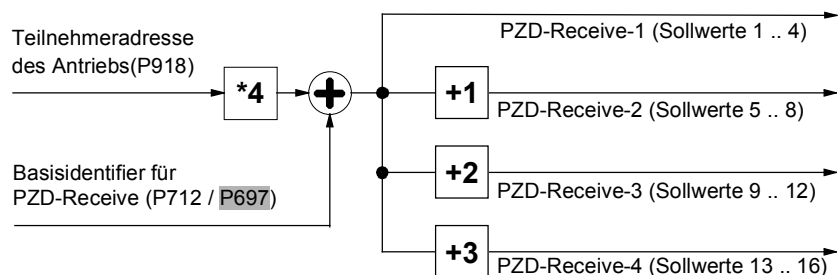 Teilnehmeradresse
des Antriebs(P918)
*4
PZD-Receive-1 (Sollwerte 1 .. 4)
+1
PZD-Receive-2 (Sollwerte 5 .. 8)
Basisidentifier für
PZD-Receive (P712 / P697)
+2
PZD-Receive-3 (Sollwerte 9 .. 12)
+3
PZD-Receive-4 (Sollwerte 13 .. 16)